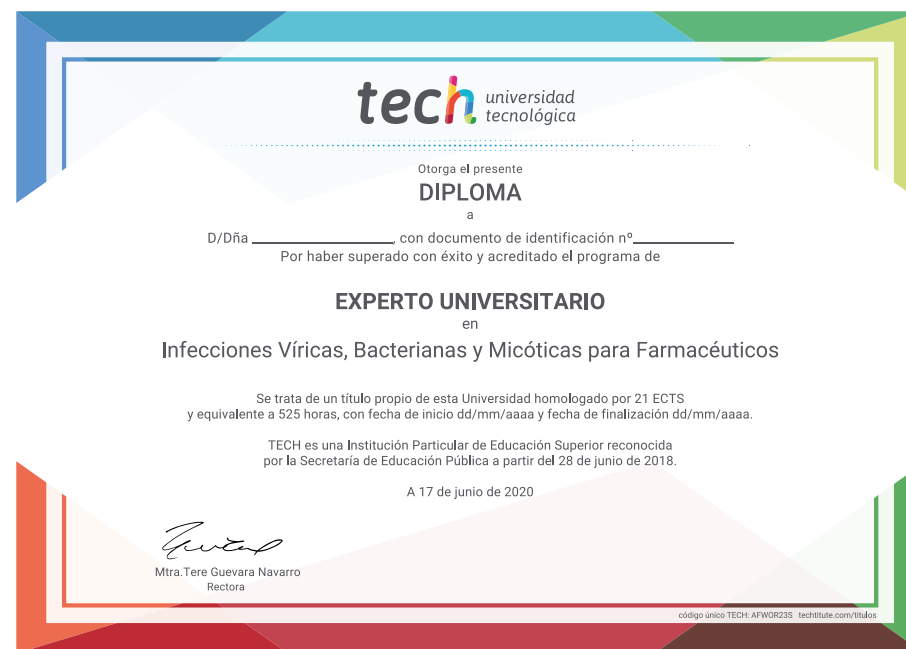 tech universidad
tecnológica
Otorga el presente
DIPLOMA
a
D/Dña ____________________, con documento de identificación nº______________
Por haber superado con éxito y acreditado el programa de
EXPERTO UNIVERSITARIO
en
Infecciones Víricas, Bacterianas y Micóticas para Farmacéuticos
Se trata de un título propio de esta Universidad homologado por 21 ECTS
y equivalente a 525 horas, con fecha de inicio dd/mm/aaaa y fecha de finalización dd/mm/aaaa.
TECH es una Institución Particular de Educación Superior reconocida
por la Secretaría de Educación Pública a partir del 28 de junio de 2018.
A 17 de junio de 2020
Mtra.Tere Guevara Navarro
Rectora
código único TECH: AFWOR23S techtitute.com/titulos